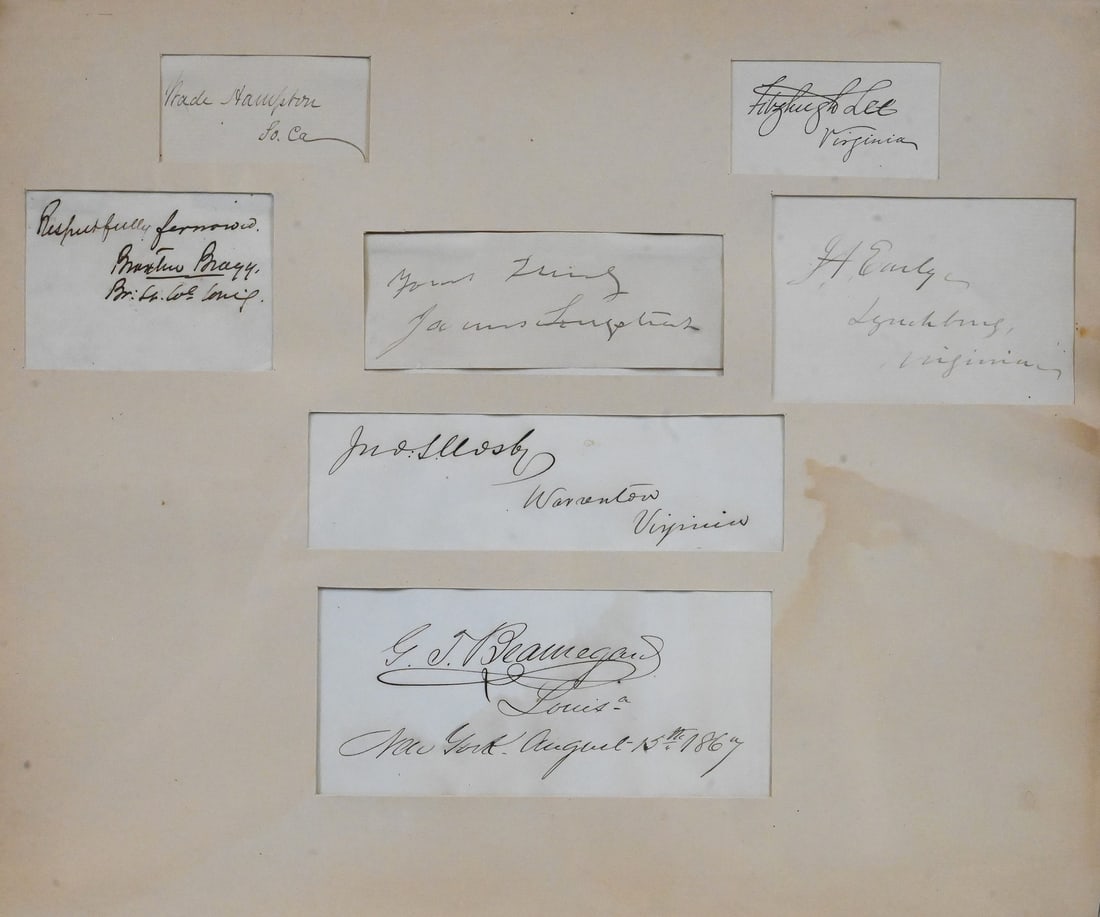 Wade Hampton
So. Ca
Fitzhugh Lee
Virginia
Respectfully forwarded.
Braxton Bragg.
Yours Truly
James Longstreet
J A Early
Lynchburg,
Virginia
Jno. S. Mosby
Warrenton
Virginia
G. T. Beauregard
Louisᵃ
New York. August 15th 1867